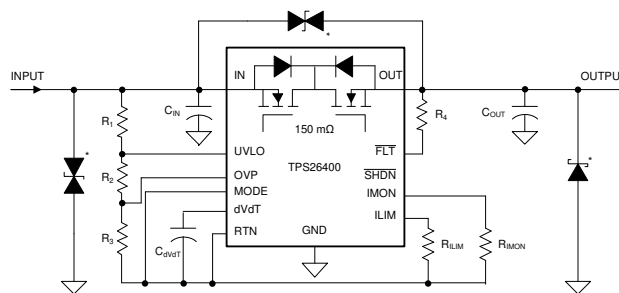 *
INPUT
IN
OUT
OUTPUT
C_IN
R_1
150 mΩ
R_4
C_OUT
*
UVLO
FLT
*
R_2
TPS26400
OVP
SHDN
MODE
IMON
dVdT
ILIM
R_3
RTN
GND
C_dVdT
R_ILIM
R_IMON